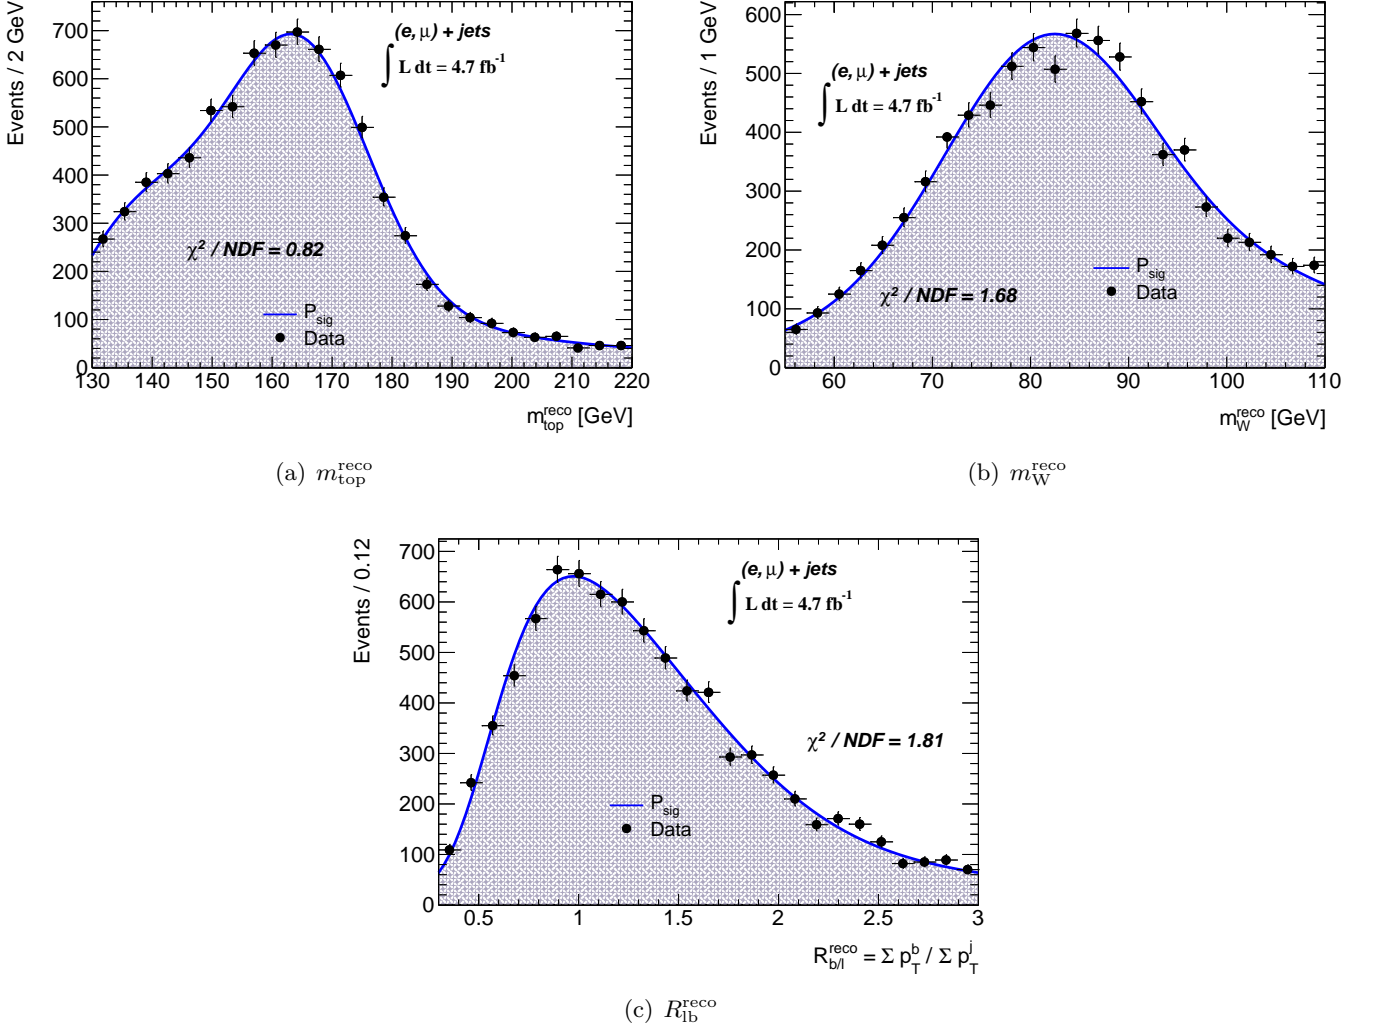 Events / 2 GeV
700
600
500
400
300
200
100
0
(e, μ) + jets
∫ L dt = 4.7 fb⁻¹
χ² / NDF = 0.82
P_sig
Data
130 140 150 160 170 180 190 200 210 220
m_top^reco [GeV]
(a) m_top^reco
Events / 1 GeV
600
500
400
300
200
100
0
(e, μ) + jets
∫ L dt = 4.7 fb⁻¹
P_sig
χ² / NDF = 1.68
Data
60 70 80 90 100 110
m_W^reco [GeV]
(b) m_W^reco
Events / 0.12
700
600
500
400
300
200
100
0
(e, μ) + jets
∫ L dt = 4.7 fb⁻¹
χ² / NDF = 1.81
P_sig
Data
0.5 1 1.5 2 2.5 3
R_b/l^reco = Σ p_T^b / Σ p_T^j
(c) R_lb^reco